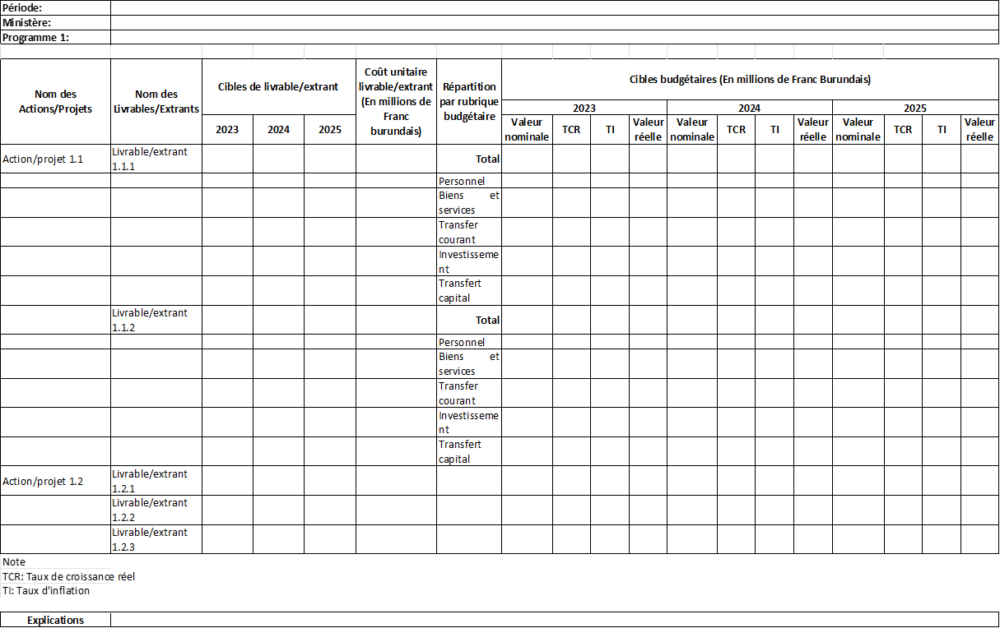 Période:
Ministère:
Programme 1:
Nom des
Actions/Projets
Nom des
Livrables/Extrants
Cibles de livrable/extrant
2023
2024
2025
Coût unitaire
livrable/extrant
(En millions de
Franc
burundais)
Répartition
par rubrique
budgétaire
Cibles budgétaires (En millions de Franc Burundais)
2023
2024
2025
Valeur
nominale
TCR
TI
Valeur
réelle
Valeur
nominale
TCR
TI
Valeur
réelle
Valeur
nominale
TCR
TI
Valeur
réelle
Action/projet 1.1
Livrable/extrant
1.1.1
Total
Personnel
Biens et
services
Transfer
courant
Investisseme
nt
Transfert
capital
Livrable/extrant
1.1.2
Total
Personnel
Biens et
services
Transfer
courant
Investisseme
nt
Transfert
capital
Action/projet 1.2
Livrable/extrant
1.2.1
Livrable/extrant
1.2.2
Livrable/extrant
1.2.3
Note
TCR: Taux de croissance réel
TI: Taux d'inflation
Explications